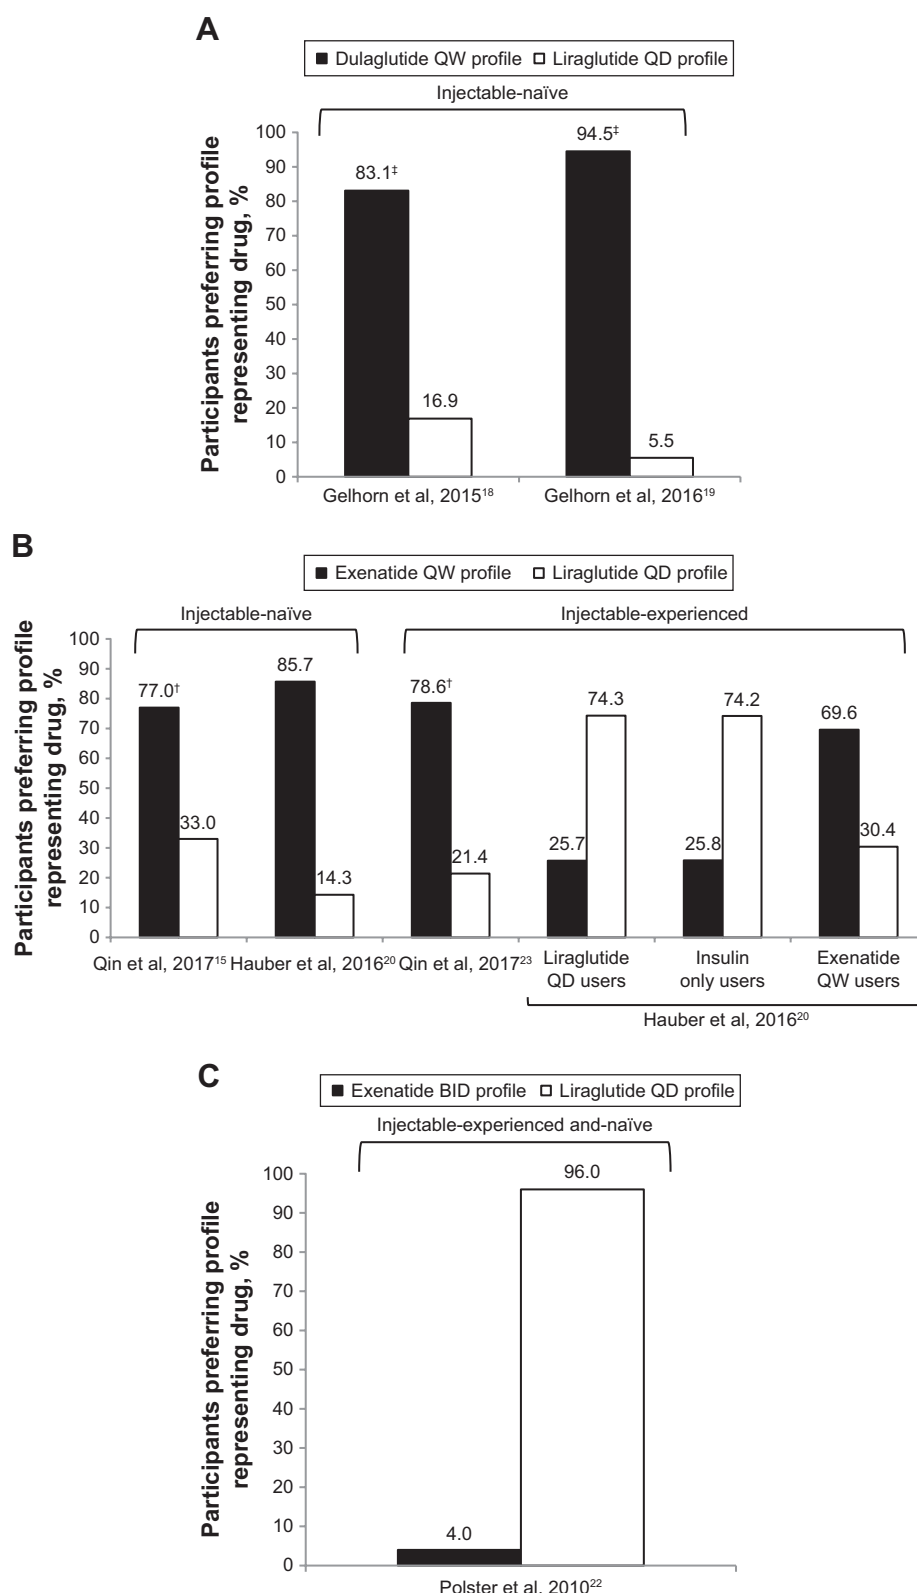 A
■ Dulaglutide QW profile □ Liraglutide QD profile
Injectable-naïve
Participants preferring profile
representing drug, %
100
90
80
70
60
50
40
30
20
10
0
83.1‡
16.9
94.5‡
5.5
Gelhorn et al, 2015¹⁸
Gelhorn et al, 2016¹⁹
B
■ Exenatide QW profile □ Liraglutide QD profile
Injectable-naïve
Injectable-experienced
Participants preferring profile
representing drug, %
100
90
80
70
60
50
40
30
20
10
0
77.0†
33.0
85.7
14.3
78.6†
21.4
25.7
74.3
25.8
74.2
69.6
30.4
Qin et al, 2017¹⁵
Hauber et al, 2016²⁰
Qin et al, 2017²³
Liraglutide
QD users
Insulin
only users
Exenatide
QW users
Hauber et al, 2016²⁰
C
■ Exenatide BID profile □ Liraglutide QD profile
Injectable-experienced and-naïve
Participants preferring profile
representing drug, %
100
90
80
70
60
50
40
30
20
10
0
4.0
96.0
Polster et al, 2010²²